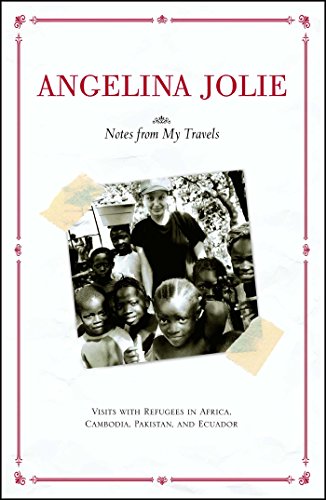 ANGELINA JOLIE
Notes from My Travels
VISITS WITH REFUGEES IN AFRICA,
CAMBODIA, PAKISTAN, AND ECUADOR